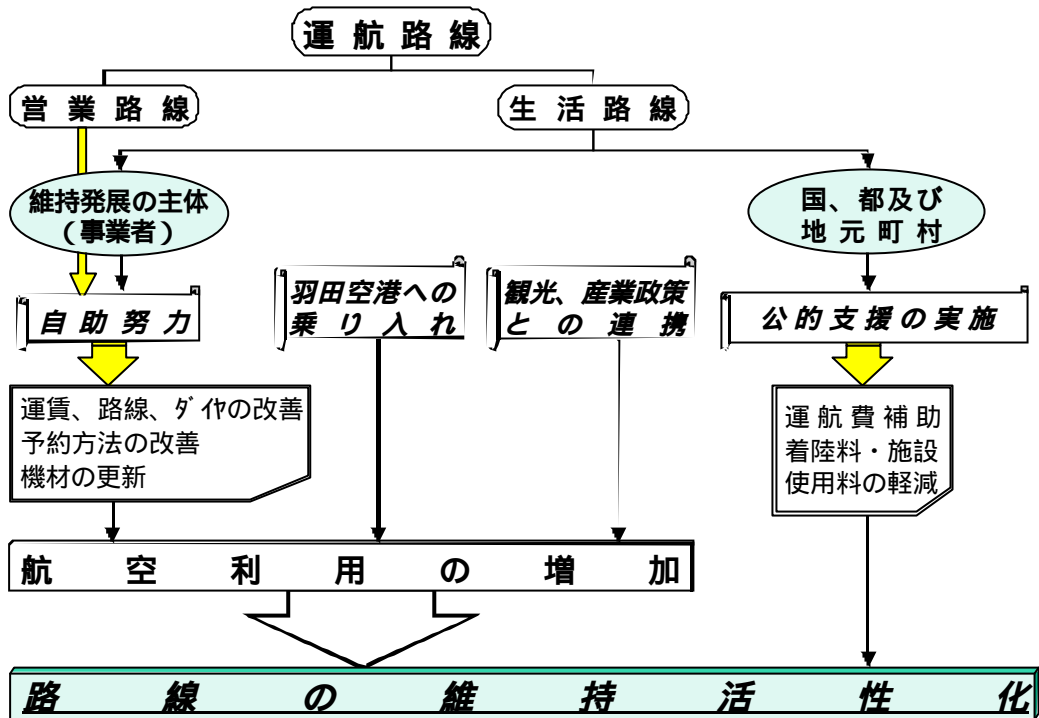 運航路線
営業路線
生活路線
維持発展の主体
（事業者）
国、都及び
地元町村
自助努力
羽田空港への
乗り入れ
観光、産業政策
との連携
公的支援の実施
運賃、路線、ﾀﾞｲﾔの改善
予約方法の改善
機材の更新
運航費補助
着陸料・施設
使用料の軽減
航空利用の増加
路線の維持活性化